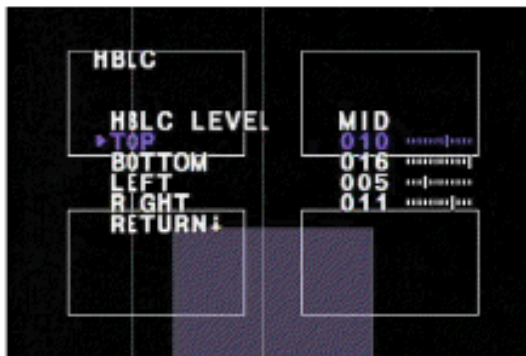 HBLC
HBLC LEVEL MID
TOP 010
BOTTOM 016
LEFT 005
RIGHT 011
RETURN